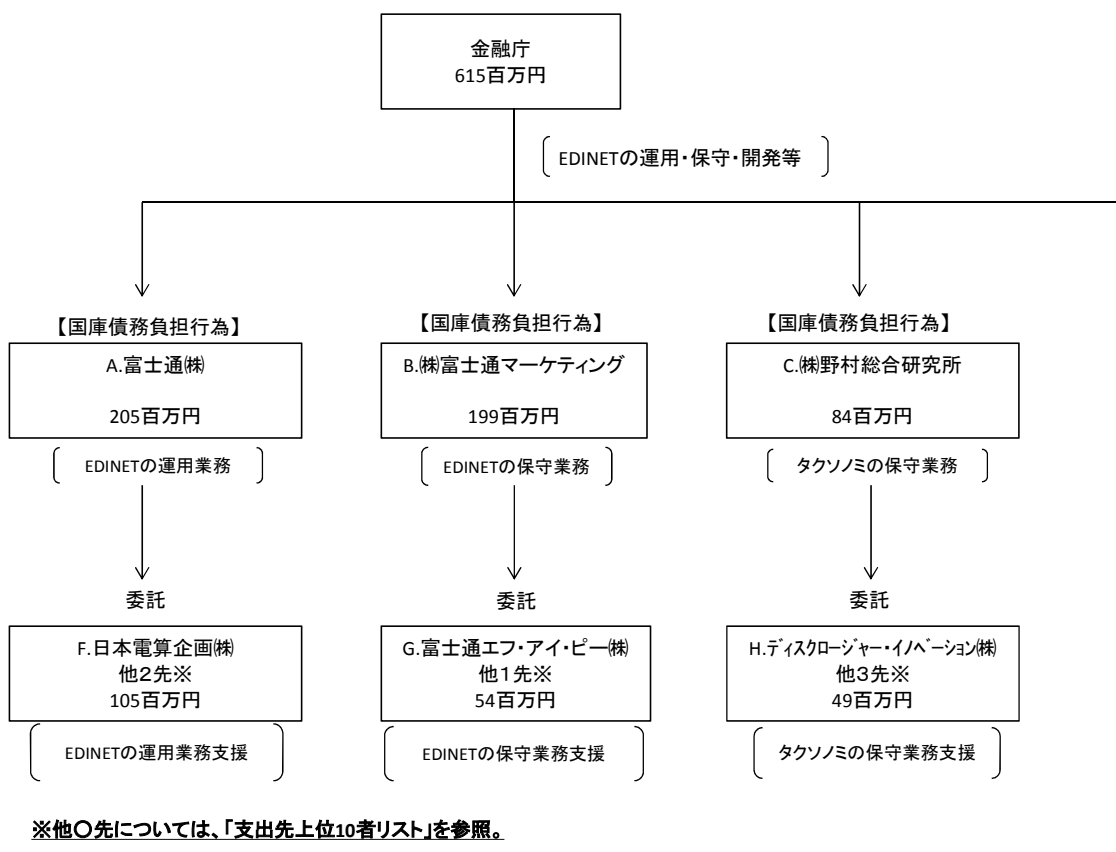 金融庁
615百万円
EDINETの運用・保守・開発等
【国庫債務負担行為】
A.富士通㈱
205百万円
EDINETの運用業務
委託
F.日本電算企画㈱
他2先※
105百万円
EDINETの運用業務支援
【国庫債務負担行為】
B.㈱富士通マーケティング
199百万円
EDINETの保守業務
委託
G.富士通エフ・アイ・ピー㈱
他1先※
54百万円
EDINETの保守業務支援
【国庫債務負担行為】
C.㈱野村総合研究所
84百万円
タクソノミの保守業務
委託
H.ディスクロージャー・イノベーション㈱
他3先※
49百万円
タクソノミの保守業務支援
※他○先については、「支出先上位10者リスト」を参照。